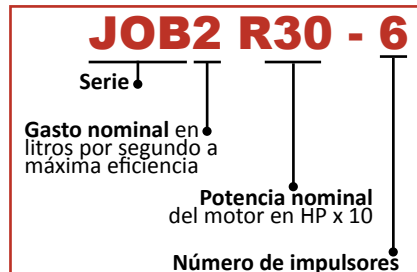 JOB2 R30 - 6
Serie
Gasto nominal en
litros por segundo a
máxima eficiencia
Potencia nominal
del motor en HP x 10
Número de impulsores